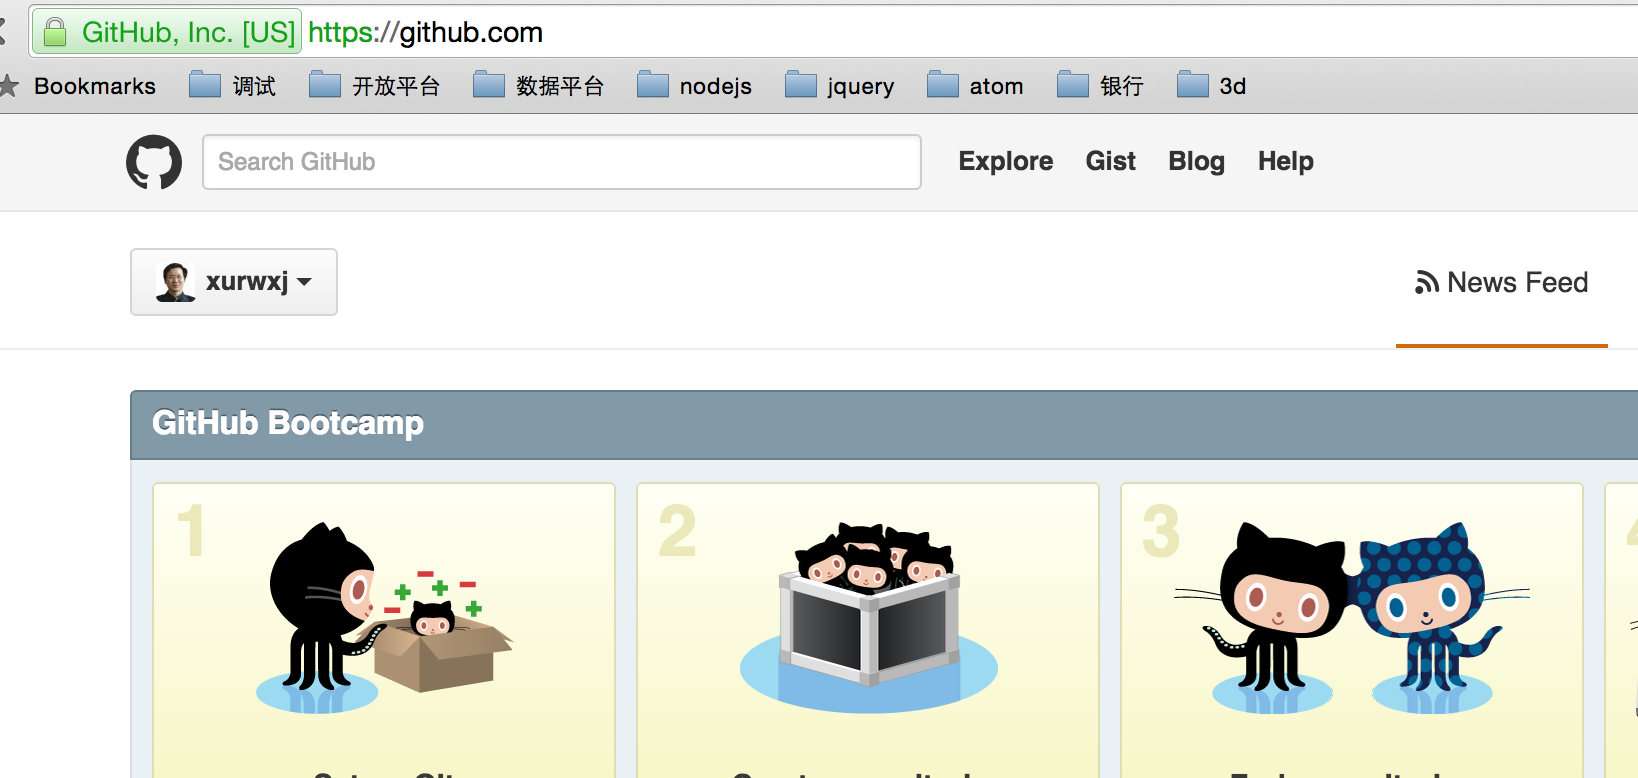 GitHub, Inc. [US] https://github.com
Bookmarks 调试 开放平台 数据平台 nodejs jquery atom 银行 3d
Search GitHub Explore Gist Blog Help
xurwxj News Feed
GitHub Bootcamp
1 2 3